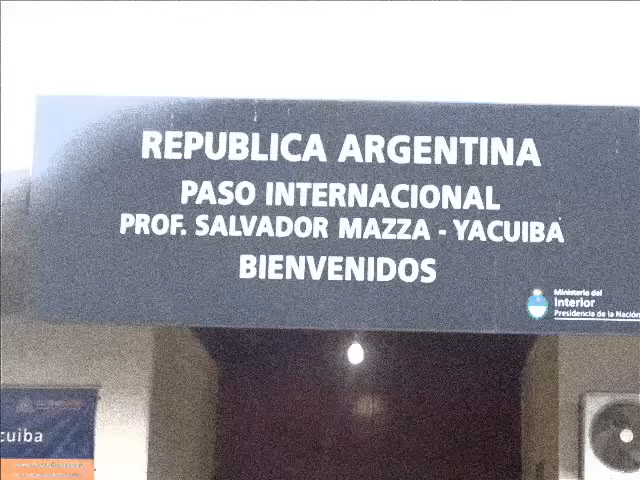 REPUBLICA ARGENTINA
PASO INTERNACIONAL
PROF. SALVADOR MAZZA - YACUIBA
BIENVENIDOS
Ministerio del
Interior
Presidencia de la Nación
cuiba